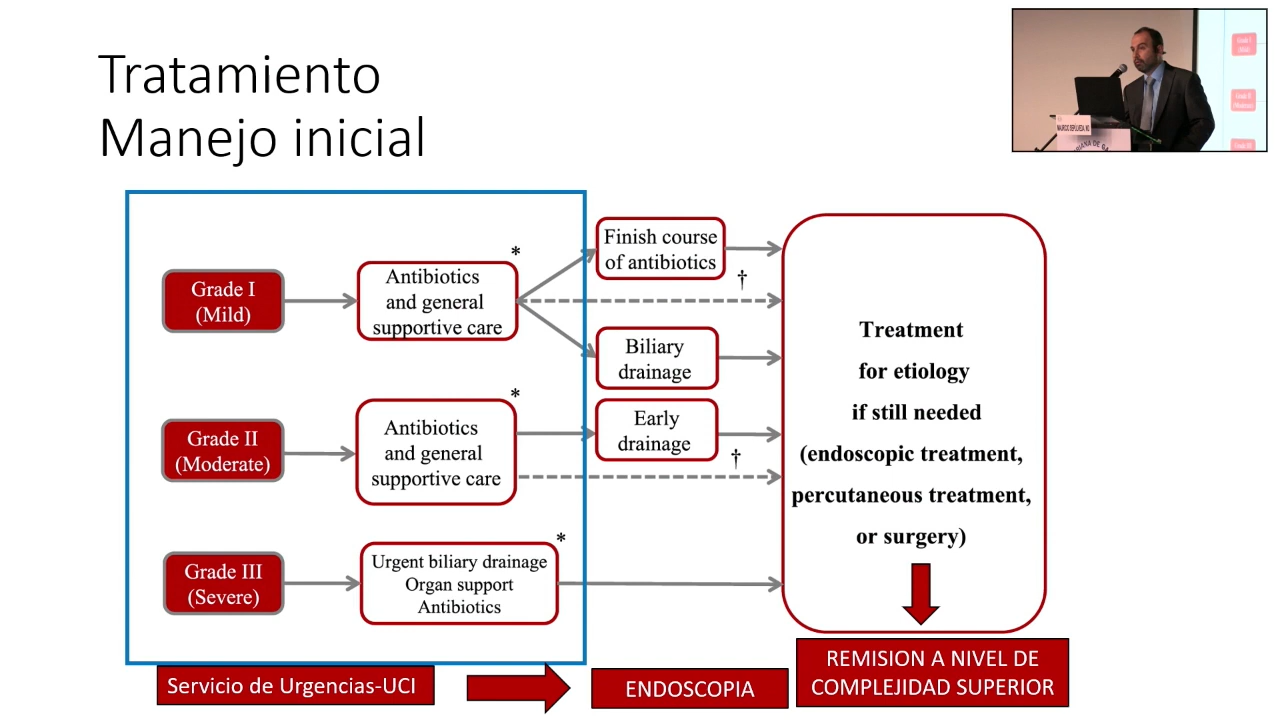 Tratamiento
Manejo inicial
MAURICIO SEPULVEDA MD
Grade I
(Mild)
Antibiotics
and general
supportive care
*
Finish course
of antibiotics
†
Biliary
drainage
Grade II
(Moderate)
Antibiotics
and general
supportive care
*
Early
drainage
†
Grade III
(Severe)
Urgent biliary drainage
Organ support
Antibiotics
*
Treatment
for etiology
if still needed
(endoscopic treatment,
percutaneous treatment,
or surgery)
Servicio de Urgencias-UCI
ENDOSCOPIA
REMISION A NIVEL DE
COMPLEJIDAD SUPERIOR